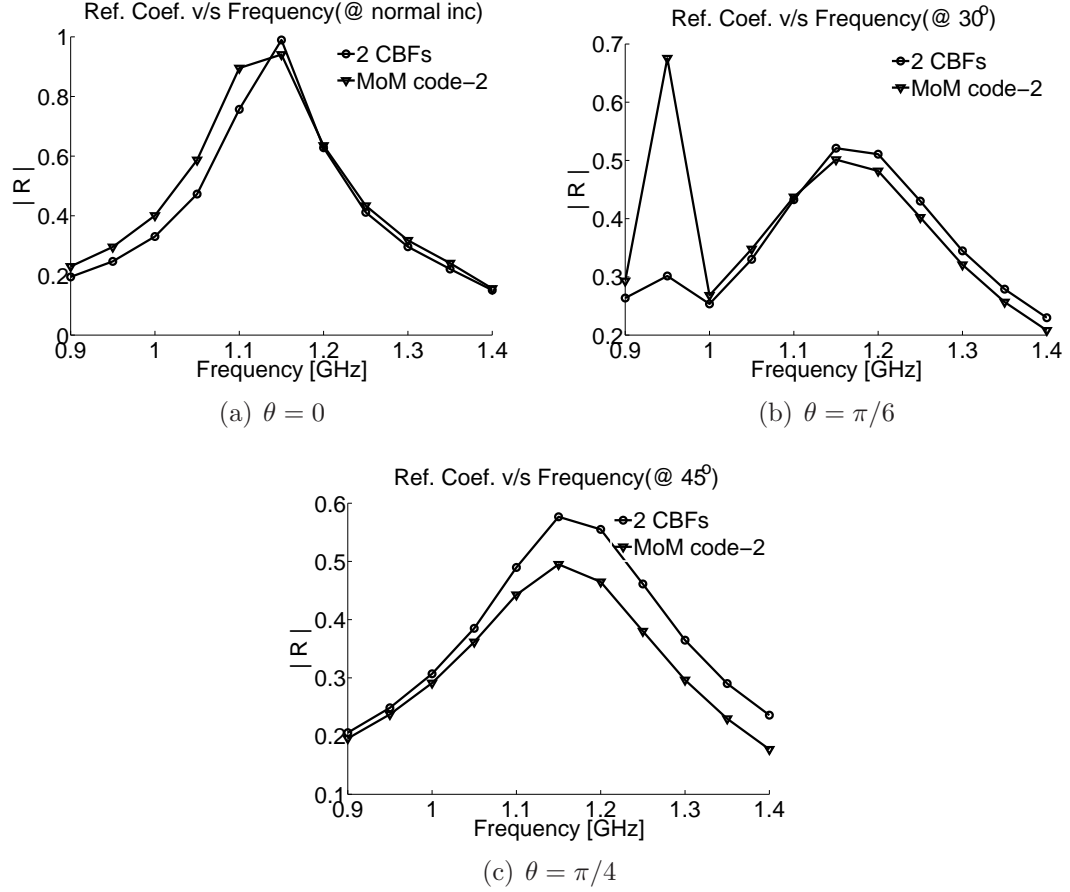 Ref. Coef. v/s Frequency(@ normal inc)
1
0.8
0.6
0.4
0.2
0
| R |
2 CBFs
MoM code−2
0.9 1 1.1 1.2 1.3 1.4
Frequency [GHz]
(a) θ = 0
Ref. Coef. v/s Frequency(@ 30°)
0.7
0.6
0.5
0.4
0.3
0.2
| R |
2 CBFs
MoM code−2
0.9 1 1.1 1.2 1.3 1.4
Frequency [GHz]
(b) θ = π/6
Ref. Coef. v/s Frequency(@ 45°)
0.6
0.5
0.4
0.3
0.2
0.1
| R |
2 CBFs
MoM code−2
0.9 1 1.1 1.2 1.3 1.4
Frequency [GHz]
(c) θ = π/4